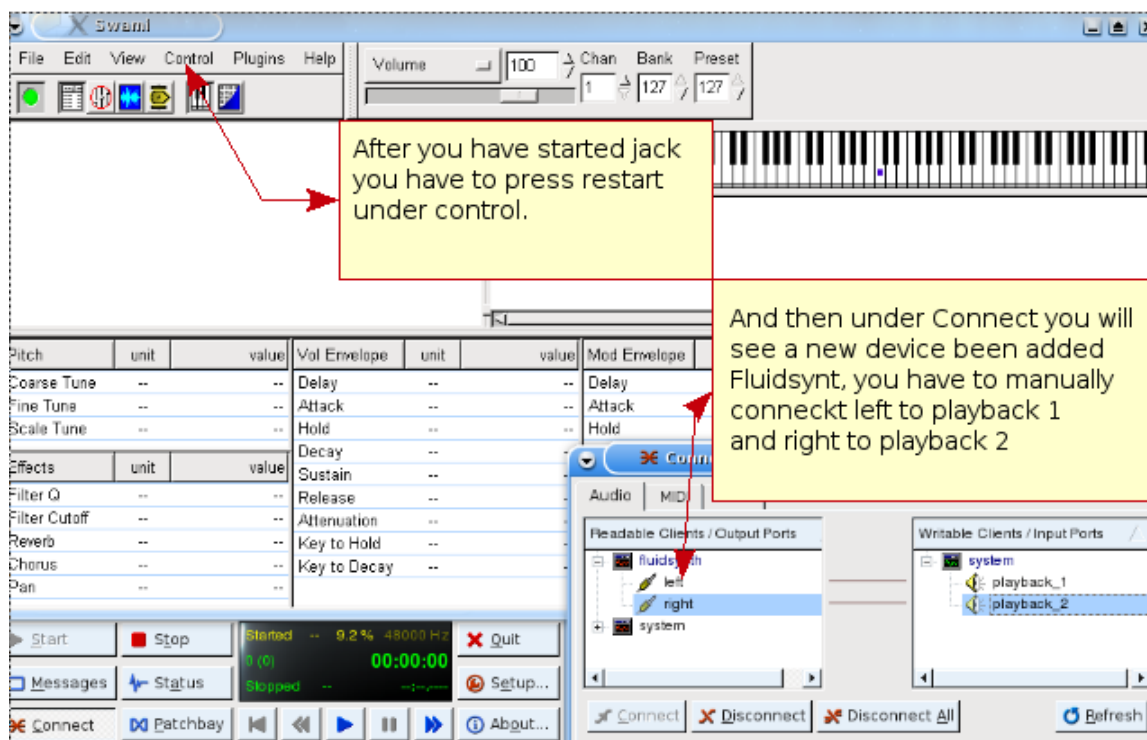 Swami
File Edit View Control Plugins Help
Volume 100 Chan Bank Preset
1 127 127
After you have started jack
you have to press restart
under control.
And then under Connect you will
see a new device been added
Fluidsynt, you have to manually
conneckt left to playback 1
and right to playback 2
Pitch unit value
Coarse Tune -- --
Fine Tune -- --
Scale Tune -- --
Effects unit value
Filter Q -- --
Filter Cutoff -- --
Reverb -- --
Chorus -- --
Pan -- --
Vol Envelope unit value
Delay -- --
Attack -- --
Hold -- --
Decay --
Sustain --
Release --
Attenuation --
Key to Hold --
Key to Decay --
Mod Envelope
Delay
Attack
Hold
Audio MIDI
Readable Clients / Output Ports
fluidsynth
left
right
system
Writable Clients / Input Ports
system
playback_1
playback_2
Connect Disconnect Disconnect All Refresh
Start Stop
Messages Status
Connect Patchbay
Started -- 9.2 % 48000 Hz
0 (0) 00:00:00
Stopped -- --:--.----
Quit
Setup...
About...